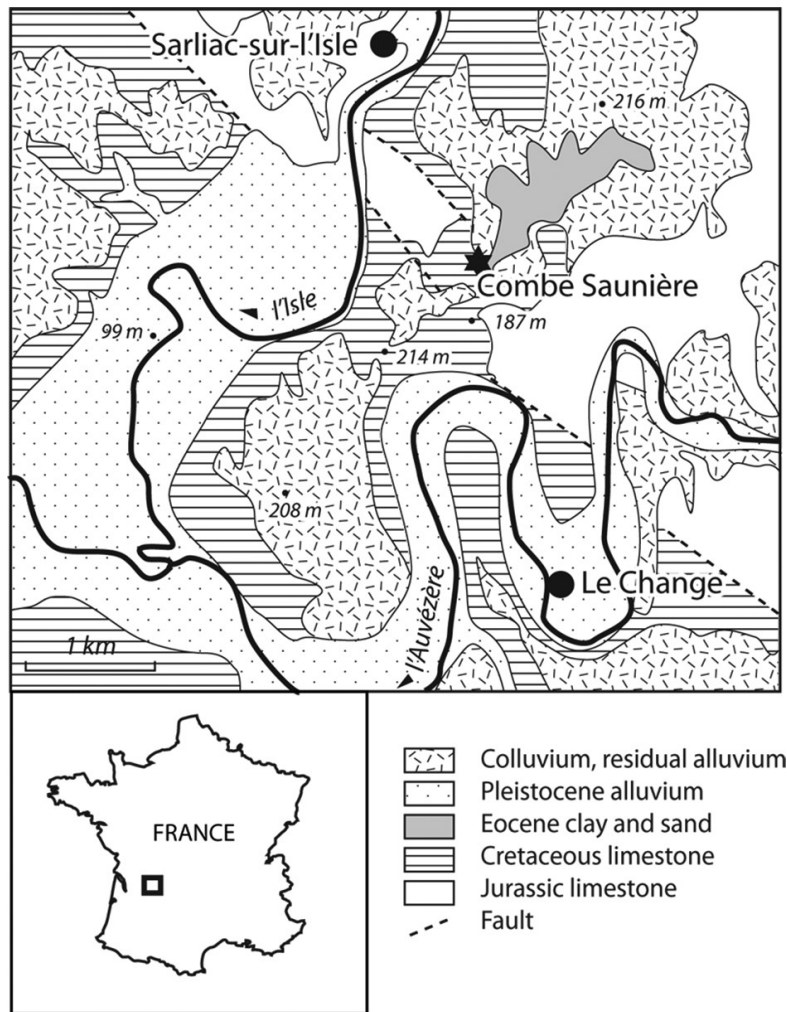 Sarliac-sur-l'Isle
216 m
Combe Saunière
l'Isle
99 m
187 m
214 m
208 m
Le Change
l'Auvézère
1 km
FRANCE
Colluvium, residual alluvium
Pleistocene alluvium
Eocene clay and sand
Cretaceous limestone
Jurassic limestone
Fault